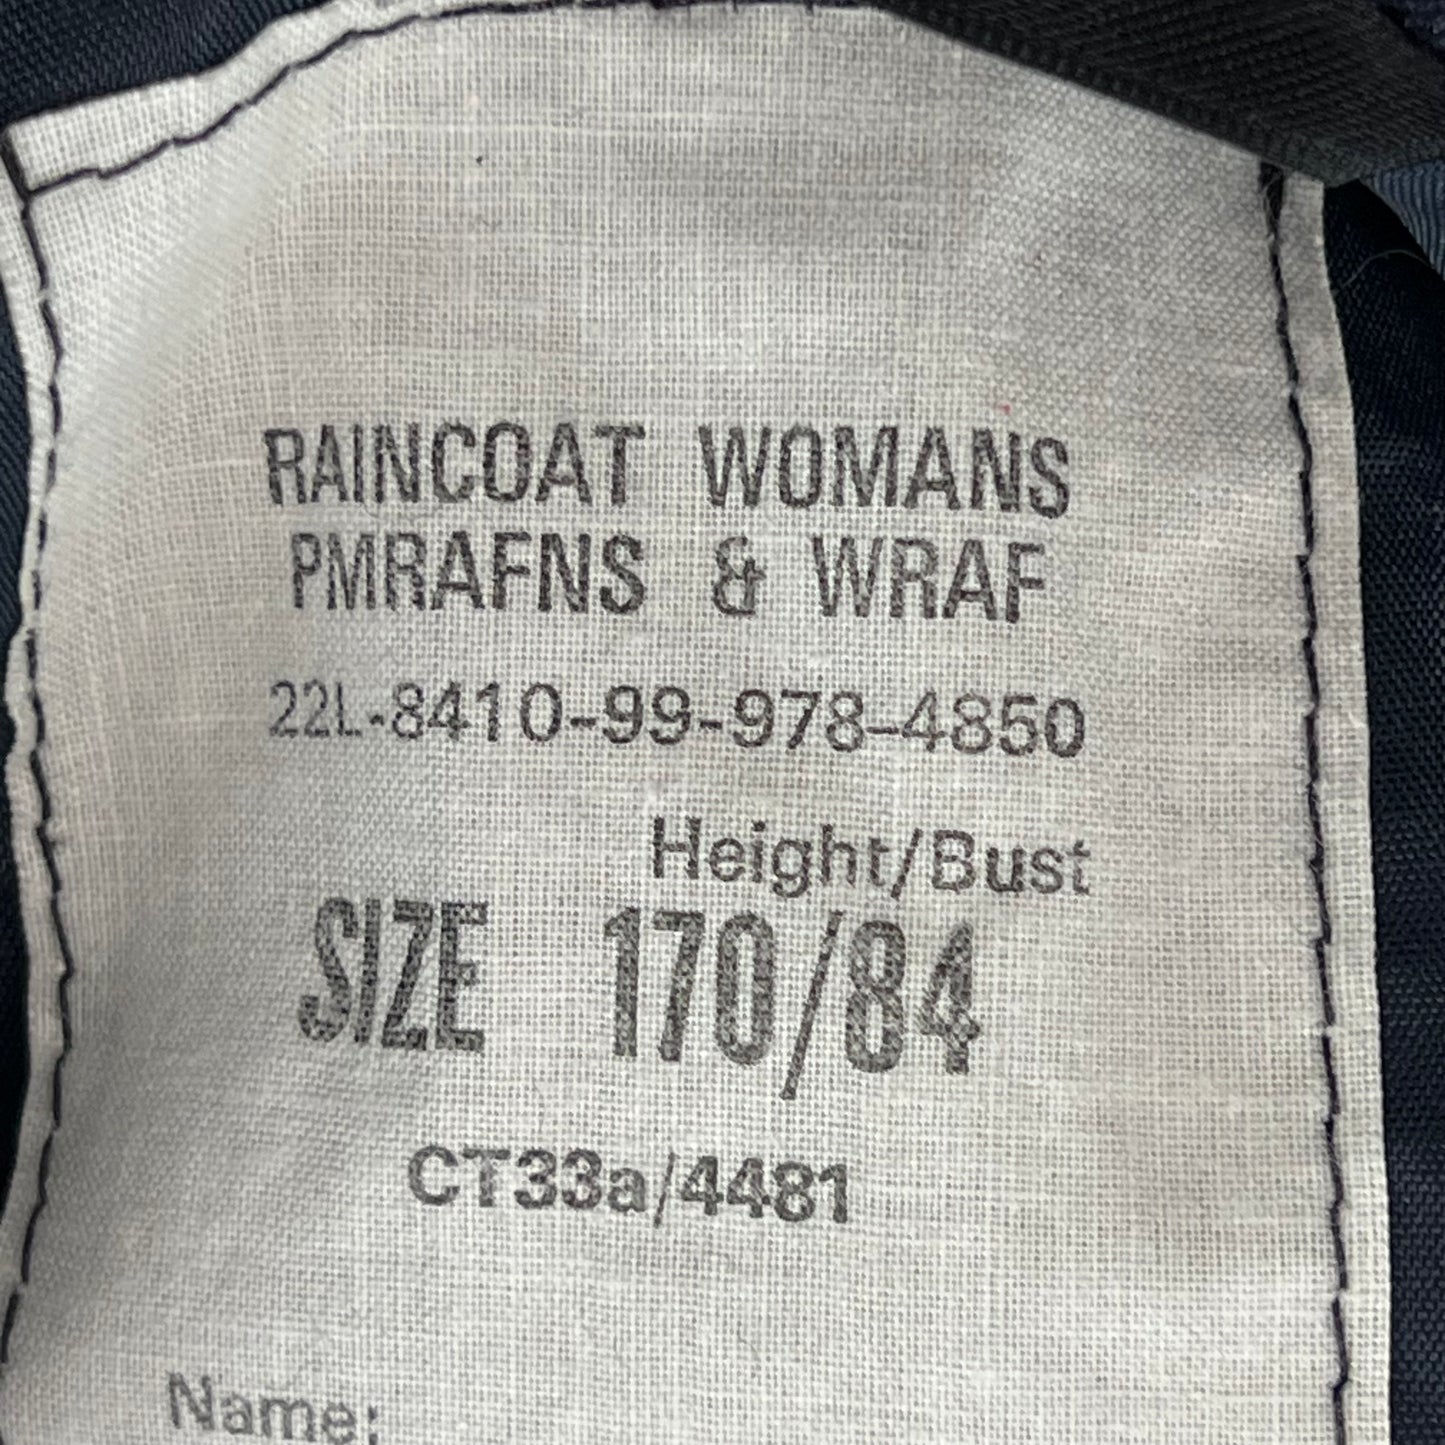 RAINCOAT WOMANS
PMRAFNS & WRAF
22L-8410-99-978-4850
Height/Bust
SIZE 170/84
CT33a/4481
Name: